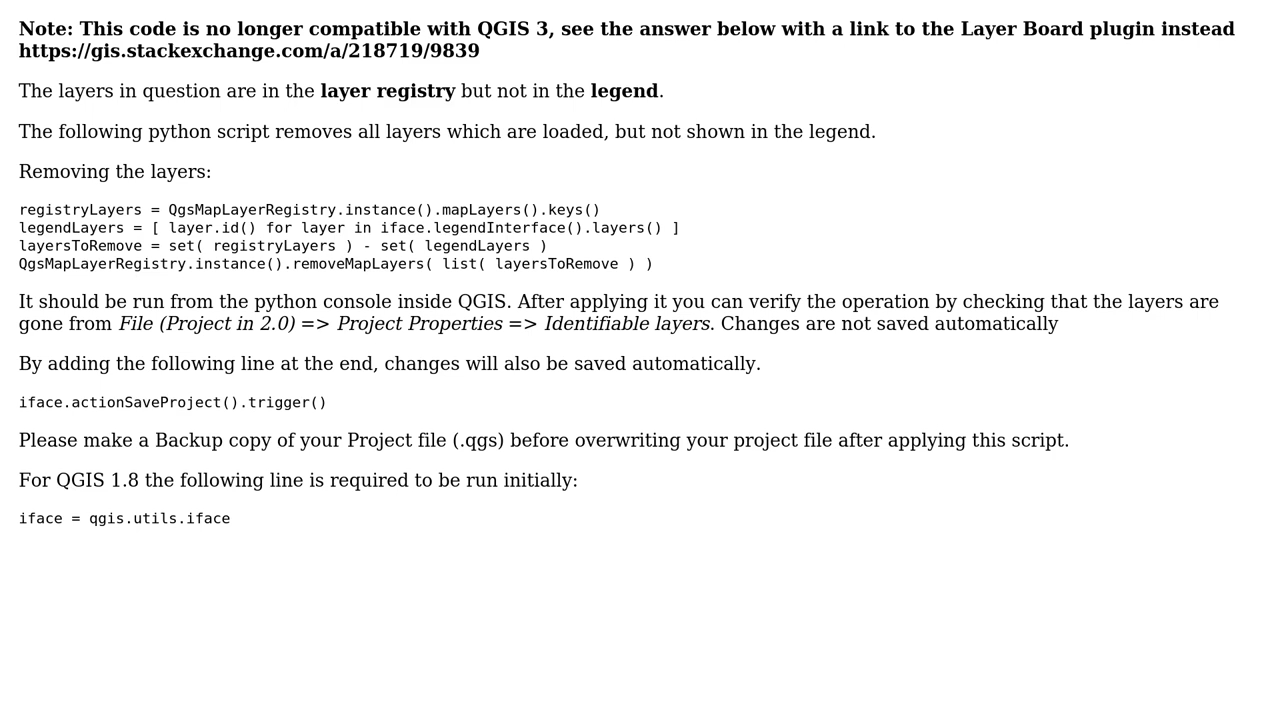 Note: This code is no longer compatible with QGIS 3, see the answer below with a link to the Layer Board plugin instead
https://gis.stackexchange.com/a/218719/9839
The layers in question are in the layer registry but not in the legend.
The following python script removes all layers which are loaded, but not shown in the legend.
Removing the layers:
registryLayers = QgsMapLayerRegistry.instance().mapLayers().keys()
legendLayers = [ layer.id() for layer in iface.legendInterface().layers() ]
layersToRemove = set( registryLayers ) - set( legendLayers )
QgsMapLayerRegistry.instance().removeMapLayers( list( layersToRemove ) )
It should be run from the python console inside QGIS. After applying it you can verify the operation by checking that the layers are
gone from File (Project in 2.0) => Project Properties => Identifiable layers. Changes are not saved automatically
By adding the following line at the end, changes will also be saved automatically.
iface.actionSaveProject().trigger()
Please make a Backup copy of your Project file (.qgs) before overwriting your project file after applying this script.
For QGIS 1.8 the following line is required to be run initially:
iface = qgis.utils.iface